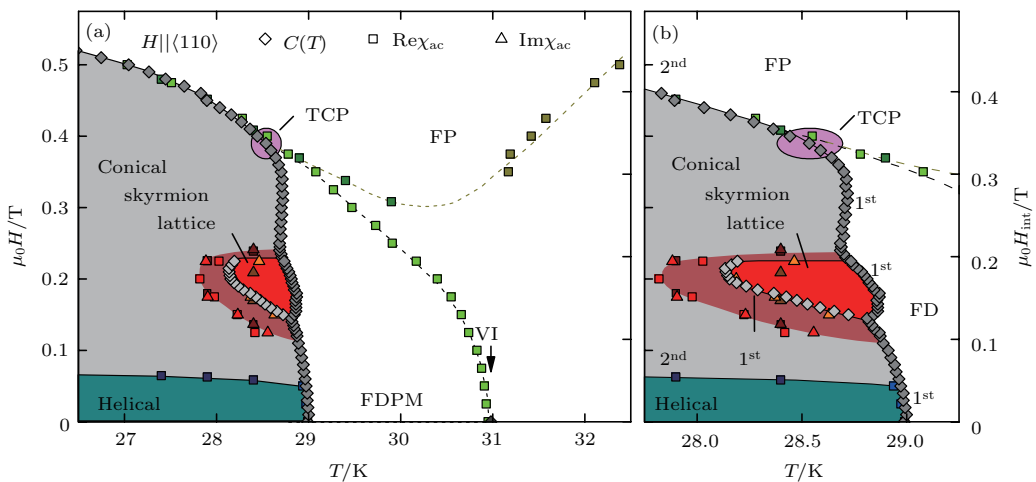 (a) H||⟨110⟩ C(T) Reχac Imχac
0.5
0.4
0.3
0.2
0.1
0
μ0H/T
TCP
FP
Conical
skyrmion
lattice
VI
FDPM
Helical
27 28 29 30 31 32
T/K
(b)
2nd
FP
TCP
Conical
skyrmion
lattice
1st
1st
FD
2nd
1st
1st
Helical
28.0 28.5 29.0
T/K
0.4
0.3
0.2
0.1
0
μ0Hint/T